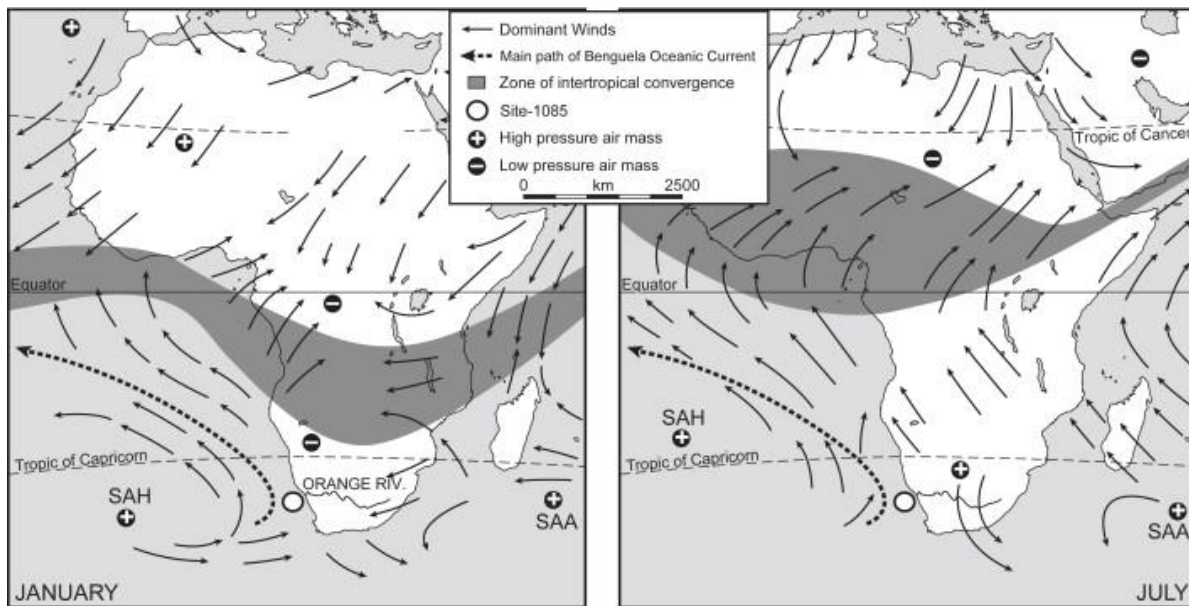 Dominant Winds
Main path of Benguela Oceanic Current
Zone of intertropical convergence
Site-1085
High pressure air mass
Low pressure air mass
0 km 2500
Equator
Tropic of Capricorn
ORANGE RIV.
SAH
SAA
JANUARY
Tropic of Cancer
Equator
SAH
Tropic of Capricorn
SAA
JULY